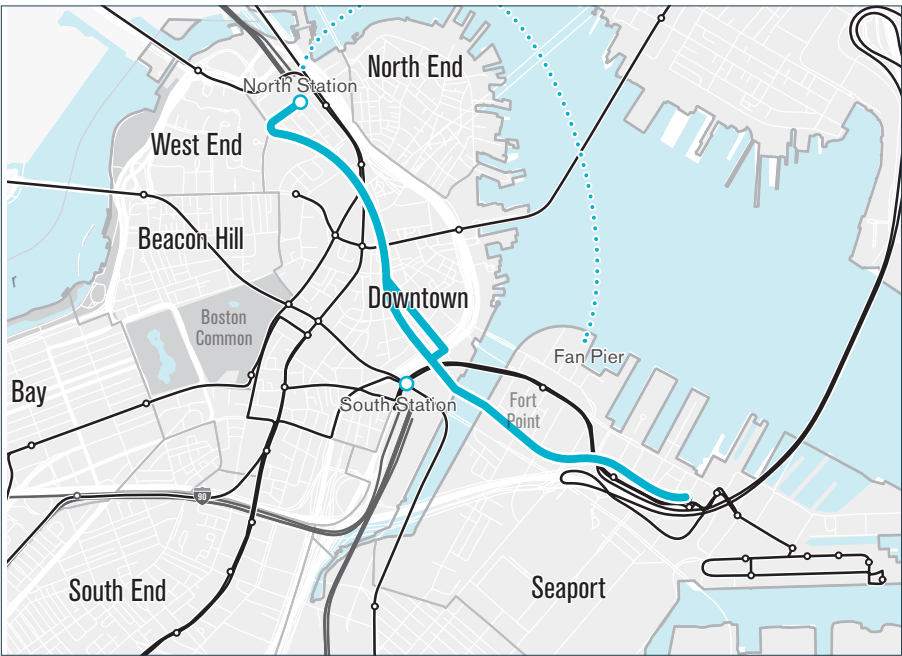 North End
North Station
West End
Beacon Hill
r
Downtown
Boston
Common
Fan Pier
Bay
South Station
Fort
Point
90
South End
Seaport